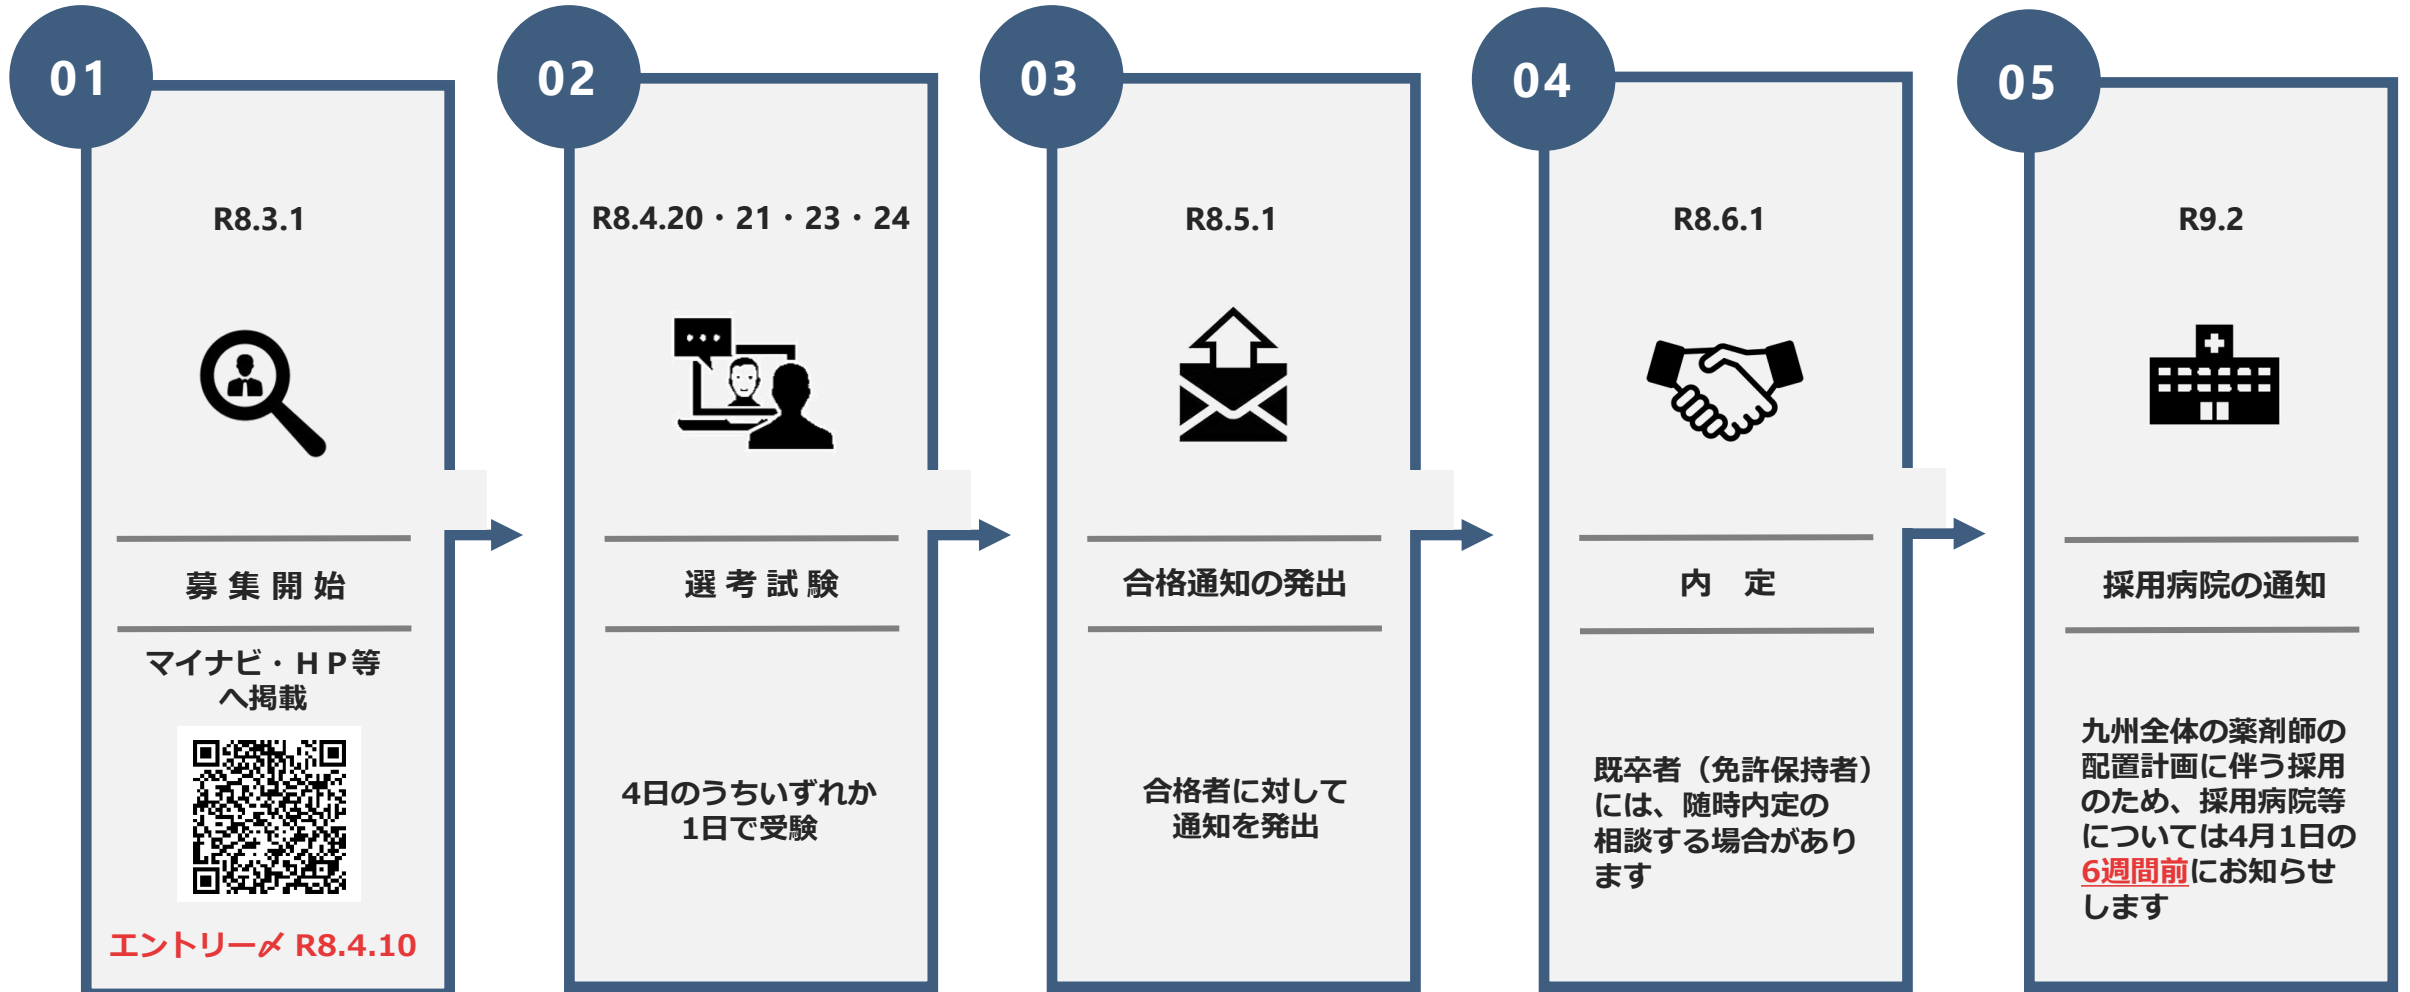 01
R8.3.1
募集開始
マイナビ・ＨＰ等
へ掲載
エントリー〆 R8.4.10
02
R8.4.20・21・23・24
選考試験
4日のうちいずれか
1日で受験
03
R8.5.1
合格通知の発出
合格者に対して
通知を発出
04
R8.6.1
内　定
既卒者（免許保持者）
には、随時内定の
相談する場合があり
ます
05
R9.2
採用病院の通知
九州全体の薬剤師の
配置計画に伴う採用
のため、採用病院等
については4月1日の
6週間前にお知らせ
します